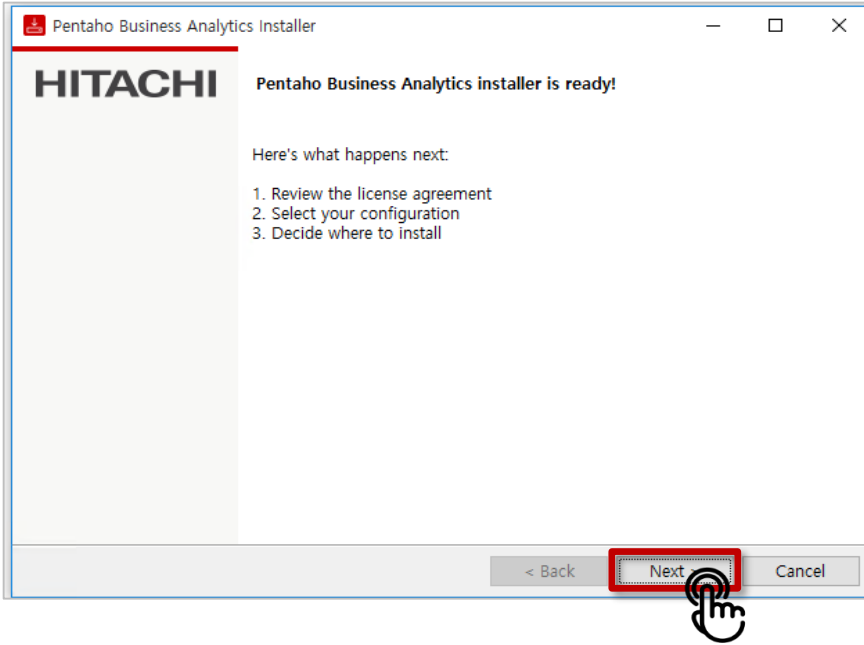 Pentaho Business Analytics Installer
HITACHI
Pentaho Business Analytics installer is ready!
Here's what happens next:
1. Review the license agreement
2. Select your configuration
3. Decide where to install
< Back
Next >
Cancel